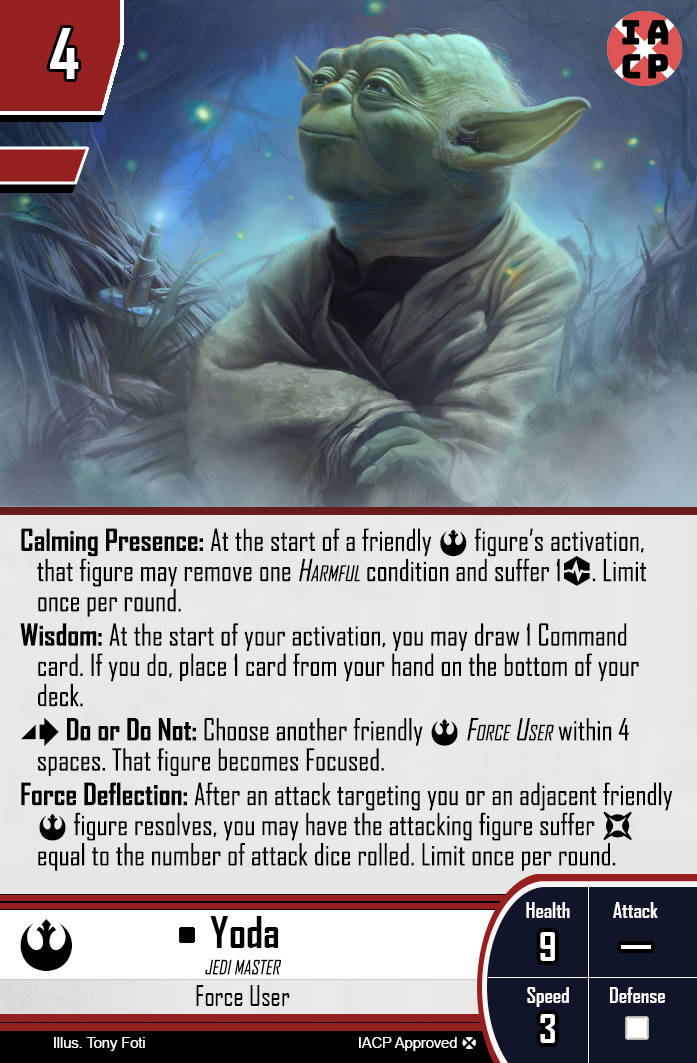 4
IA
CP
Calming Presence: At the start of a friendly figure's activation,
that figure may remove one HARMFUL condition and suffer 1. Limit
once per round.
Wisdom: At the start of your activation, you may draw 1 Command
card. If you do, place 1 card from your hand on the bottom of your
deck.
Do or Do Not: Choose another friendly FORCE USER within 4
spaces. That figure becomes Focused.
Force Deflection: After an attack targeting you or an adjacent friendly
figure resolves, you may have the attacking figure suffer
equal to the number of attack dice rolled. Limit once per round.
Yoda
JEDI MASTER
Force User
Health
9
Attack
—
Speed
3
Defense
Illus. Tony Foti
IACP Approved